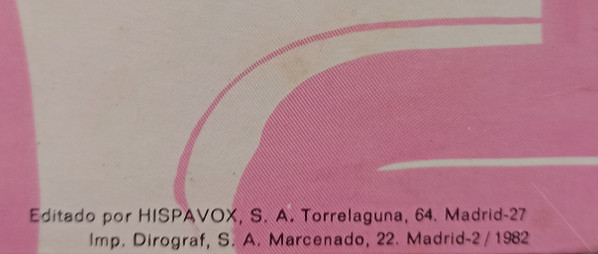 Editado por HISPAVOX, S. A. Torrelaguna, 64. Madrid-27
Imp. Dirograf, S. A. Marcenado, 22. Madrid-2 / 1982